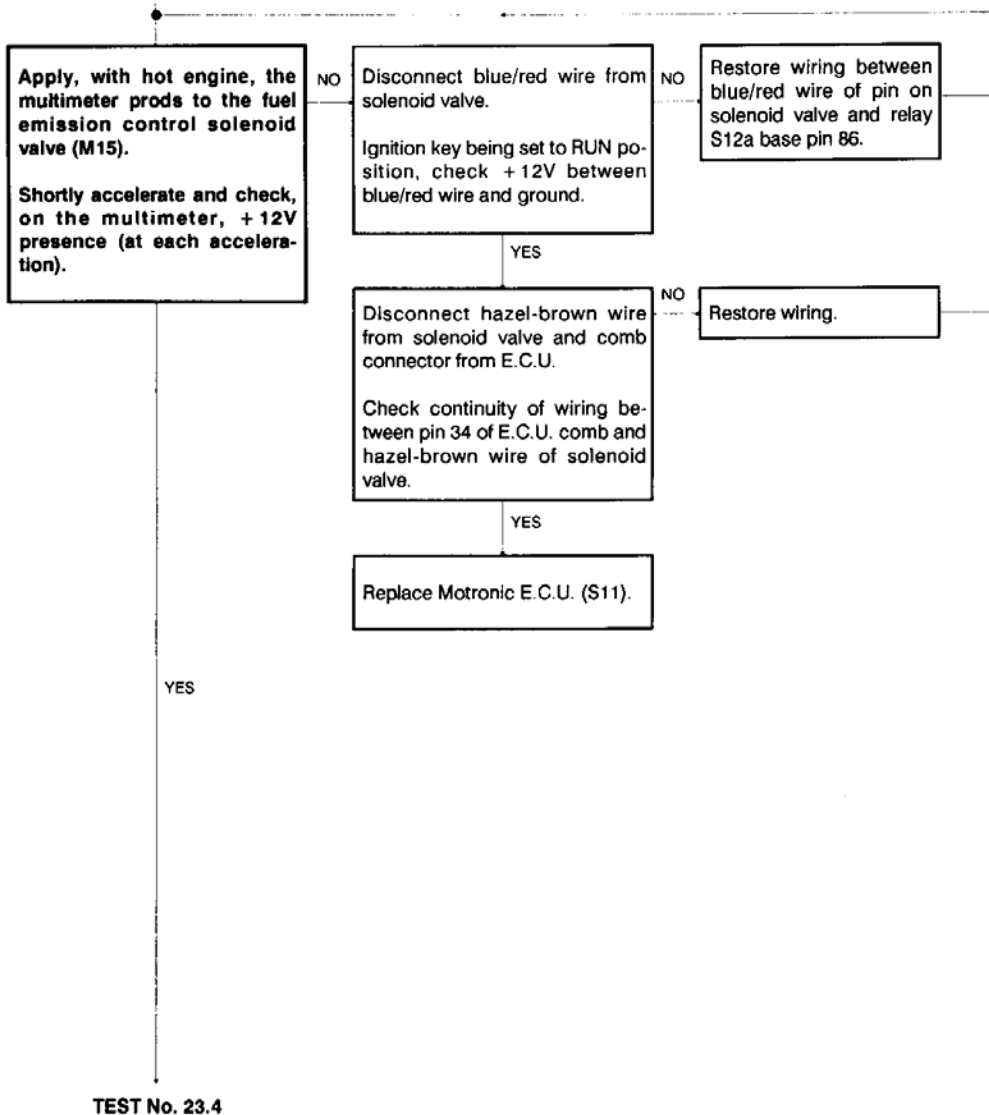 Apply, with hot engine, the
multimeter prods to the fuel
emission control solenoid
valve (M15).
Shortly accelerate and check,
on the multimeter, +12V
presence (at each accelera-
tion).
NO
Disconnect blue/red wire from
solenoid valve.
Ignition key being set to RUN po-
sition, check +12V between
blue/red wire and ground.
NO
Restore wiring between
blue/red wire of pin on
solenoid valve and relay
S12a base pin 86.
YES
Disconnect hazel-brown wire
from solenoid valve and comb
connector from E.C.U.
Check continuity of wiring be-
tween pin 34 of E.C.U. comb and
hazel-brown wire of solenoid
valve.
NO
Restore wiring.
YES
Replace Motronic E.C.U. (S11).
YES
TEST No. 23.4